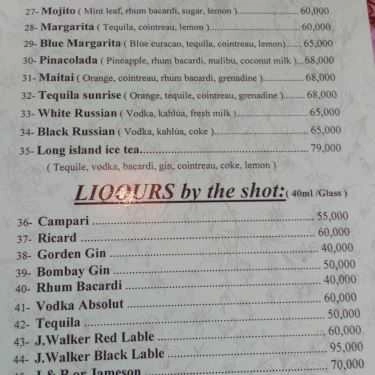 27- Mojito ( Mint leaf, rhum bacardi, sugar, lemon ).................... 60,000
28- Margarita ( Tequila, cointreau, lemon )............................60,000
29- Blue Margarita ( Bloe curacao, tequila, cointreau, lemon)......65,000
30- Pinacolada ( Pineapple, rhum bacardi, malibu, coconut milk )...68,000
31- Maitai ( Orange, cointreau, rhum bacardi, grenadine )............68,000
32- Tequila sunrise ( Orange, tequile, cointreau, grenadine )........68,000
33- White Russian ( Vodka, kahlua, fresh milk )......................65,000
34- Black Russian ( Vodka, kahlua, coke ).............................65,000
35- Long island ice tea....................................................79,000
( Tequile, vodka, bacardi, gin, cointreau, coke, lemon )
LIQOURS by the shot:( 40ml /Glass )
36- Campari ............................................................55,000
37- Ricard ..............................................................60,000
38- Gorden Gin ........................................................40,000
39- Bombay Gin .......................................................50,000
40- Rhum Bacardi ....................................................40,000
41- Vodka Absolut ...................................................60,000
42- Tequila ............................................................50,000
43- J.Walker Red Lable ............................................60,000
44- J.Walker Black Lable ..........................................95,000
J & B or Jameson ..................................................70,000